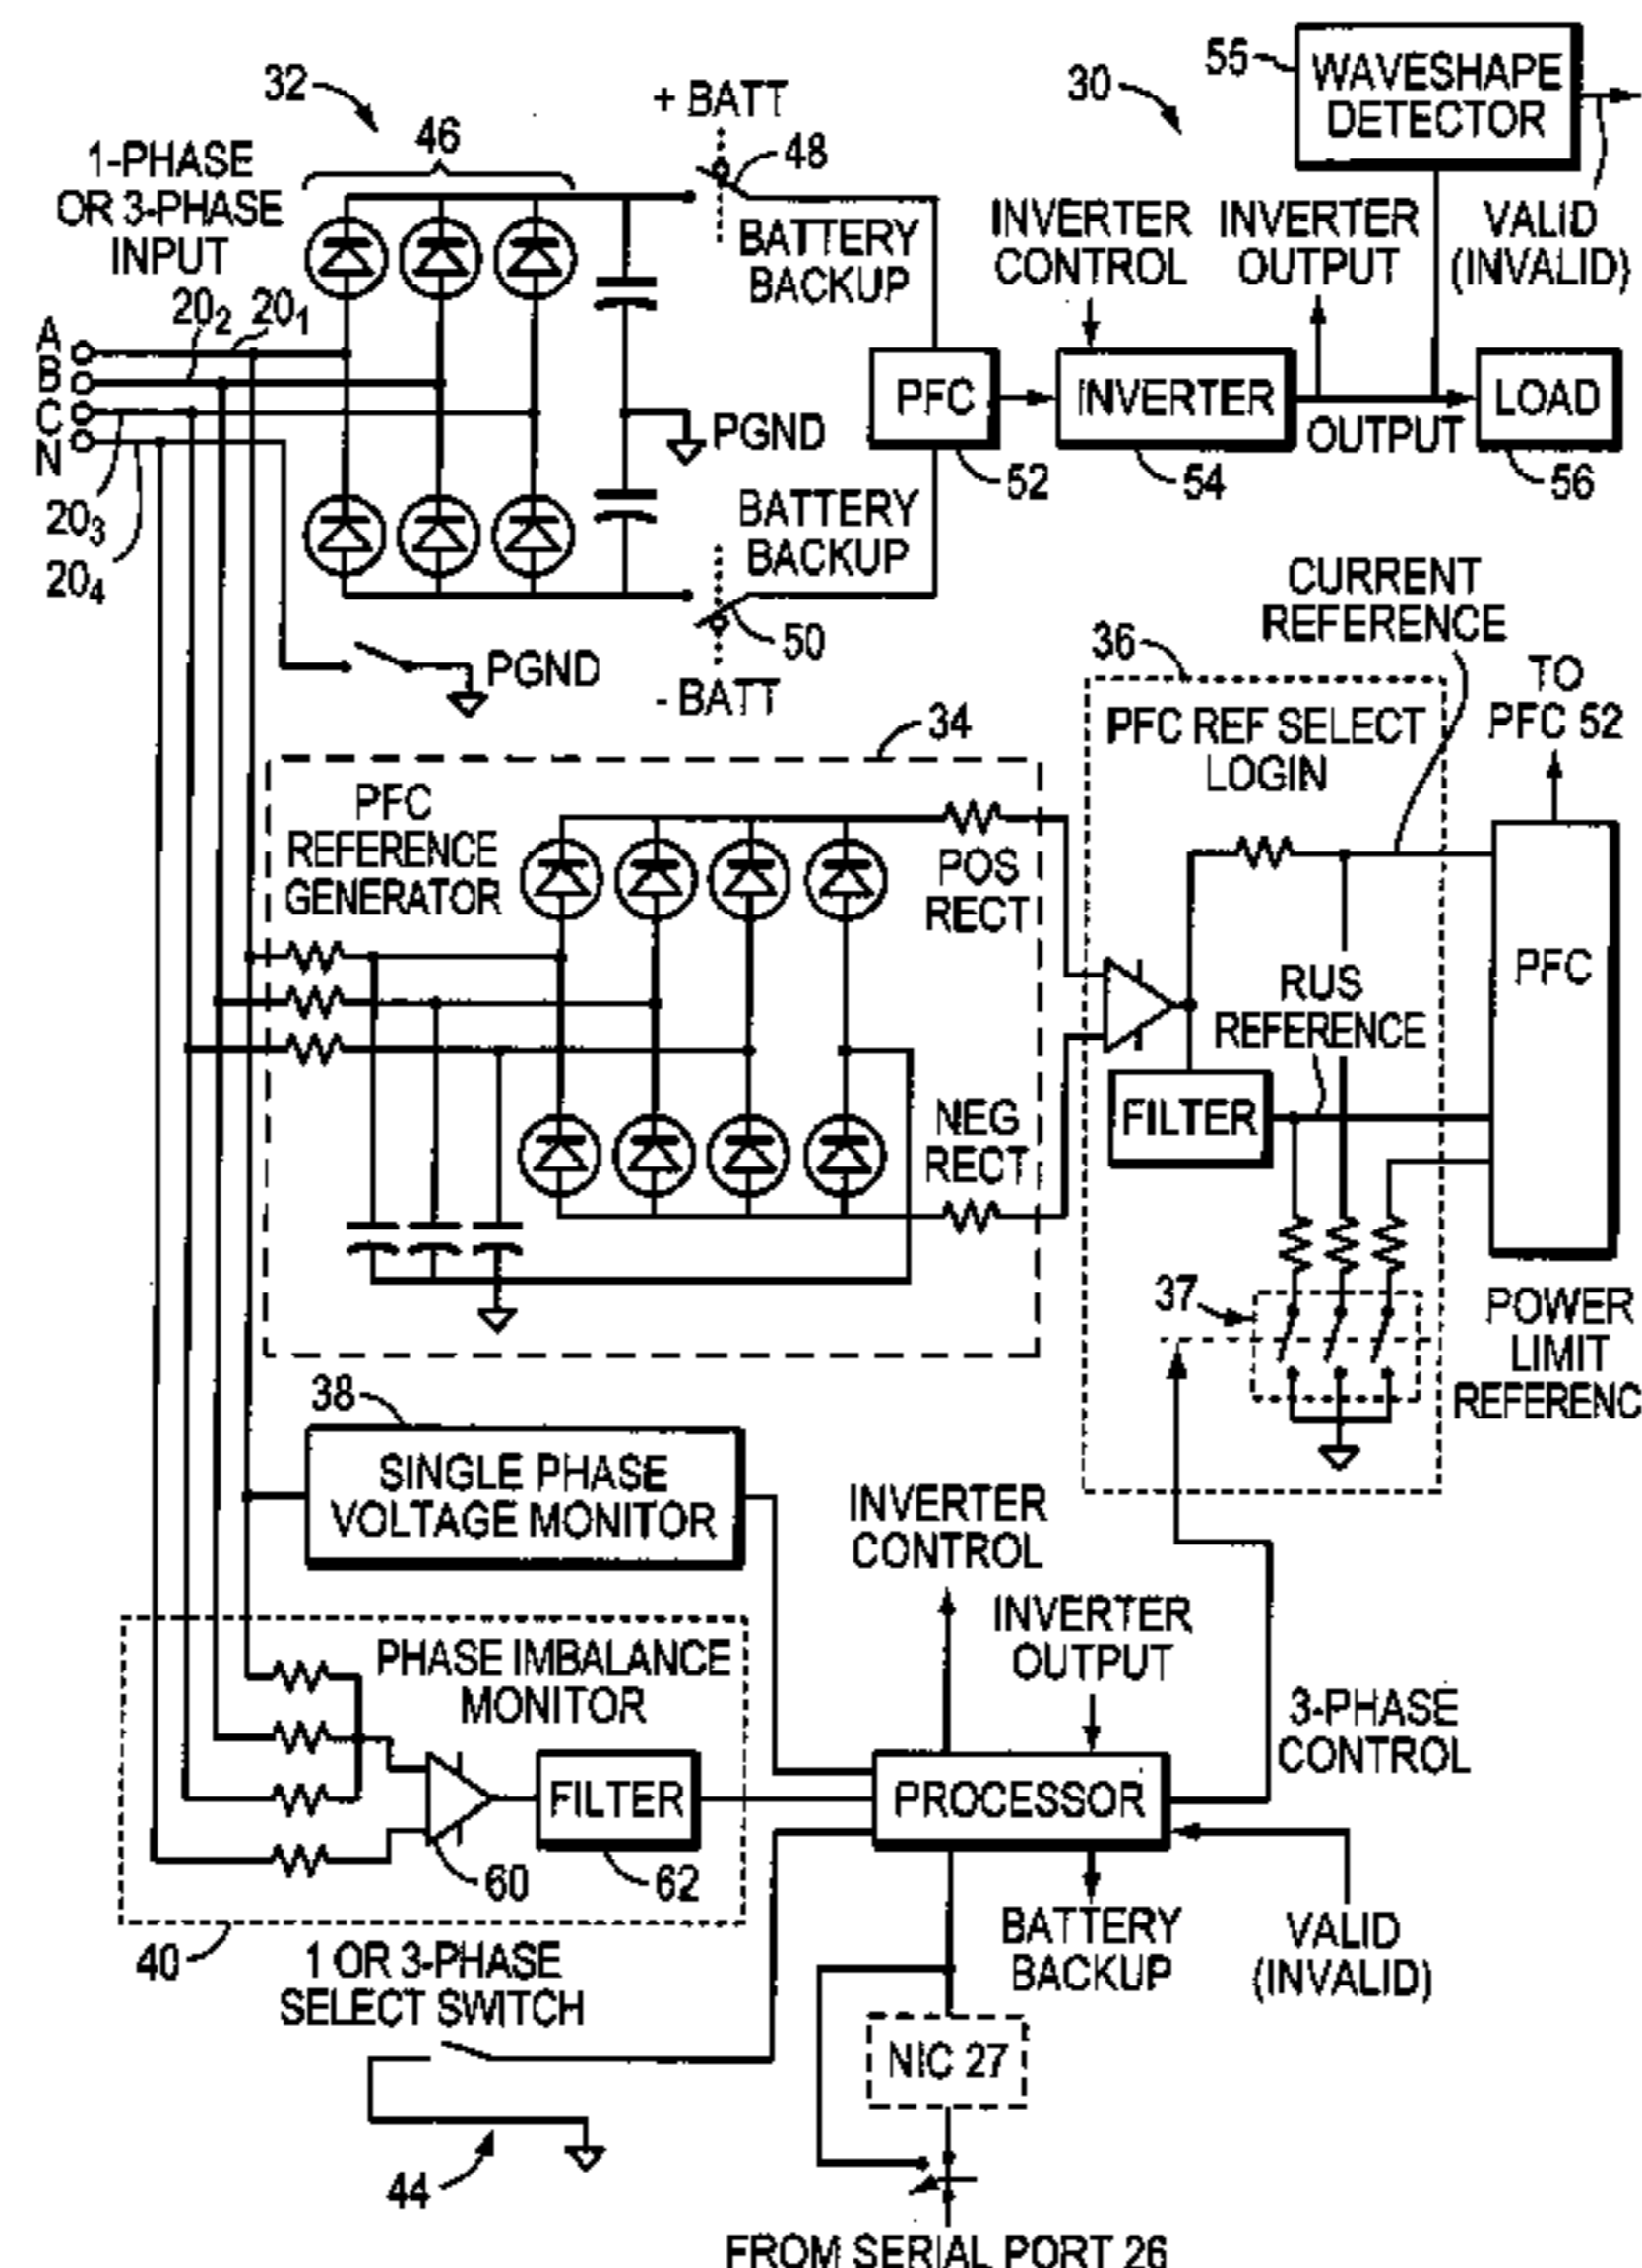 32
46
+ BATT
48
30
55
WAVESHAPE
DETECTOR
1-PHASE
OR 3-PHASE
INPUT
BATTERY
BACKUP
INVERTER
CONTROL
INVERTER
OUTPUT
VALID
(INVALID)
20₂
20₁
A
B
C
N
20₃
20₄
PGND
PFC
52
INVERTER
54
OUTPUT
LOAD
56
BATTERY
BACKUP
50
- BATT
PGND
CURRENT
REFERENCE
36
PFC REF SELECT
LOGIN
TO
PFC 52
34
PFC
REFERENCE
GENERATOR
POS
RECT
NEG
RECT
RUS
REFERENCE
FILTER
PFC
37
POWER
LIMIT
REFERENC
38
SINGLE PHASE
VOLTAGE MONITOR
INVERTER
CONTROL
INVERTER
OUTPUT
3-PHASE
CONTROL
PHASE IMBALANCE
MONITOR
60
FILTER
62
PROCESSOR
40
BATTERY
BACKUP
VALID
(INVALID)
1 OR 3-PHASE
SELECT SWITCH
44
NIC 27
FROM SERIAL PORT 26